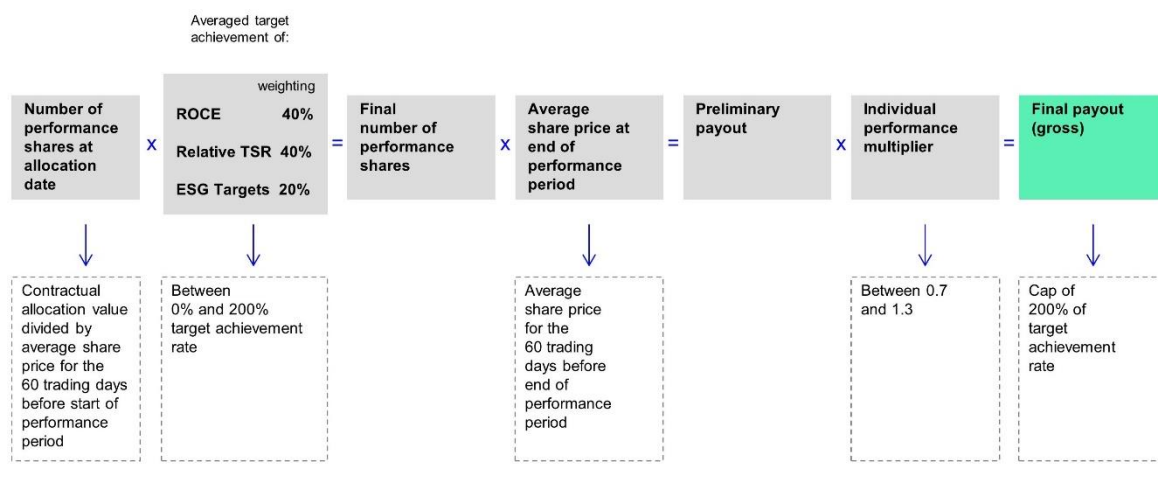 Averaged target
achievement of:
Number of
performance
shares at
allocation
date
x
weighting
ROCE 40%
Relative TSR 40%
ESG Targets 20%
=
Final
number of
performance
shares
x
Average
share price at
end of
performance
period
=
Preliminary
payout
x
Individual
performance
multiplier
=
Final payout
(gross)
Contractual
allocation value
divided by
average share
price for the
60 trading days
before start of
performance
period
Between
0% and 200%
target achievement
rate
Average
share price
for the
60 trading
days before
end of
performance
period
Between 0.7
and 1.3
Cap of
200% of
target
achievement
rate